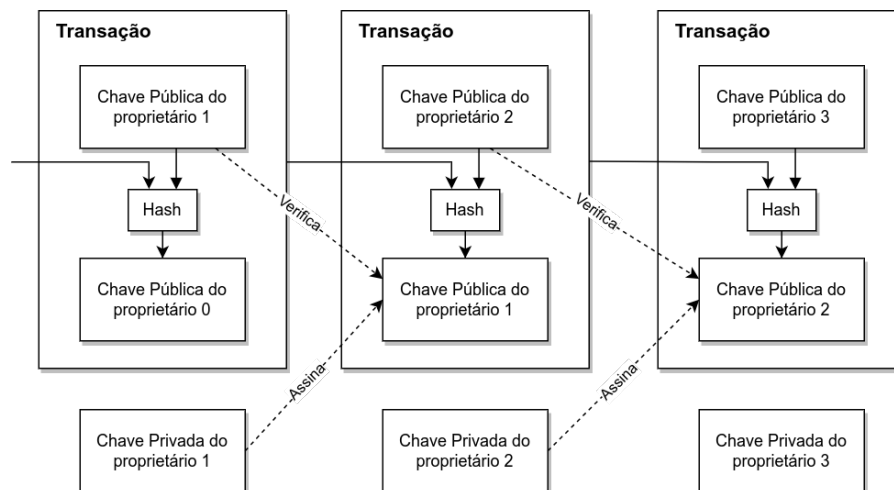 Transação
Transação
Transação
Chave Pública do
proprietário 1
Chave Pública do
proprietário 2
Chave Pública do
proprietário 3
Hash
Hash
Hash
Verifica
Verifica
Chave Pública do
proprietário 0
Chave Pública do
proprietário 1
Chave Pública do
proprietário 2
Assina
Assina
Chave Privada do
proprietário 1
Chave Privada do
proprietário 2
Chave Privada do
proprietário 3